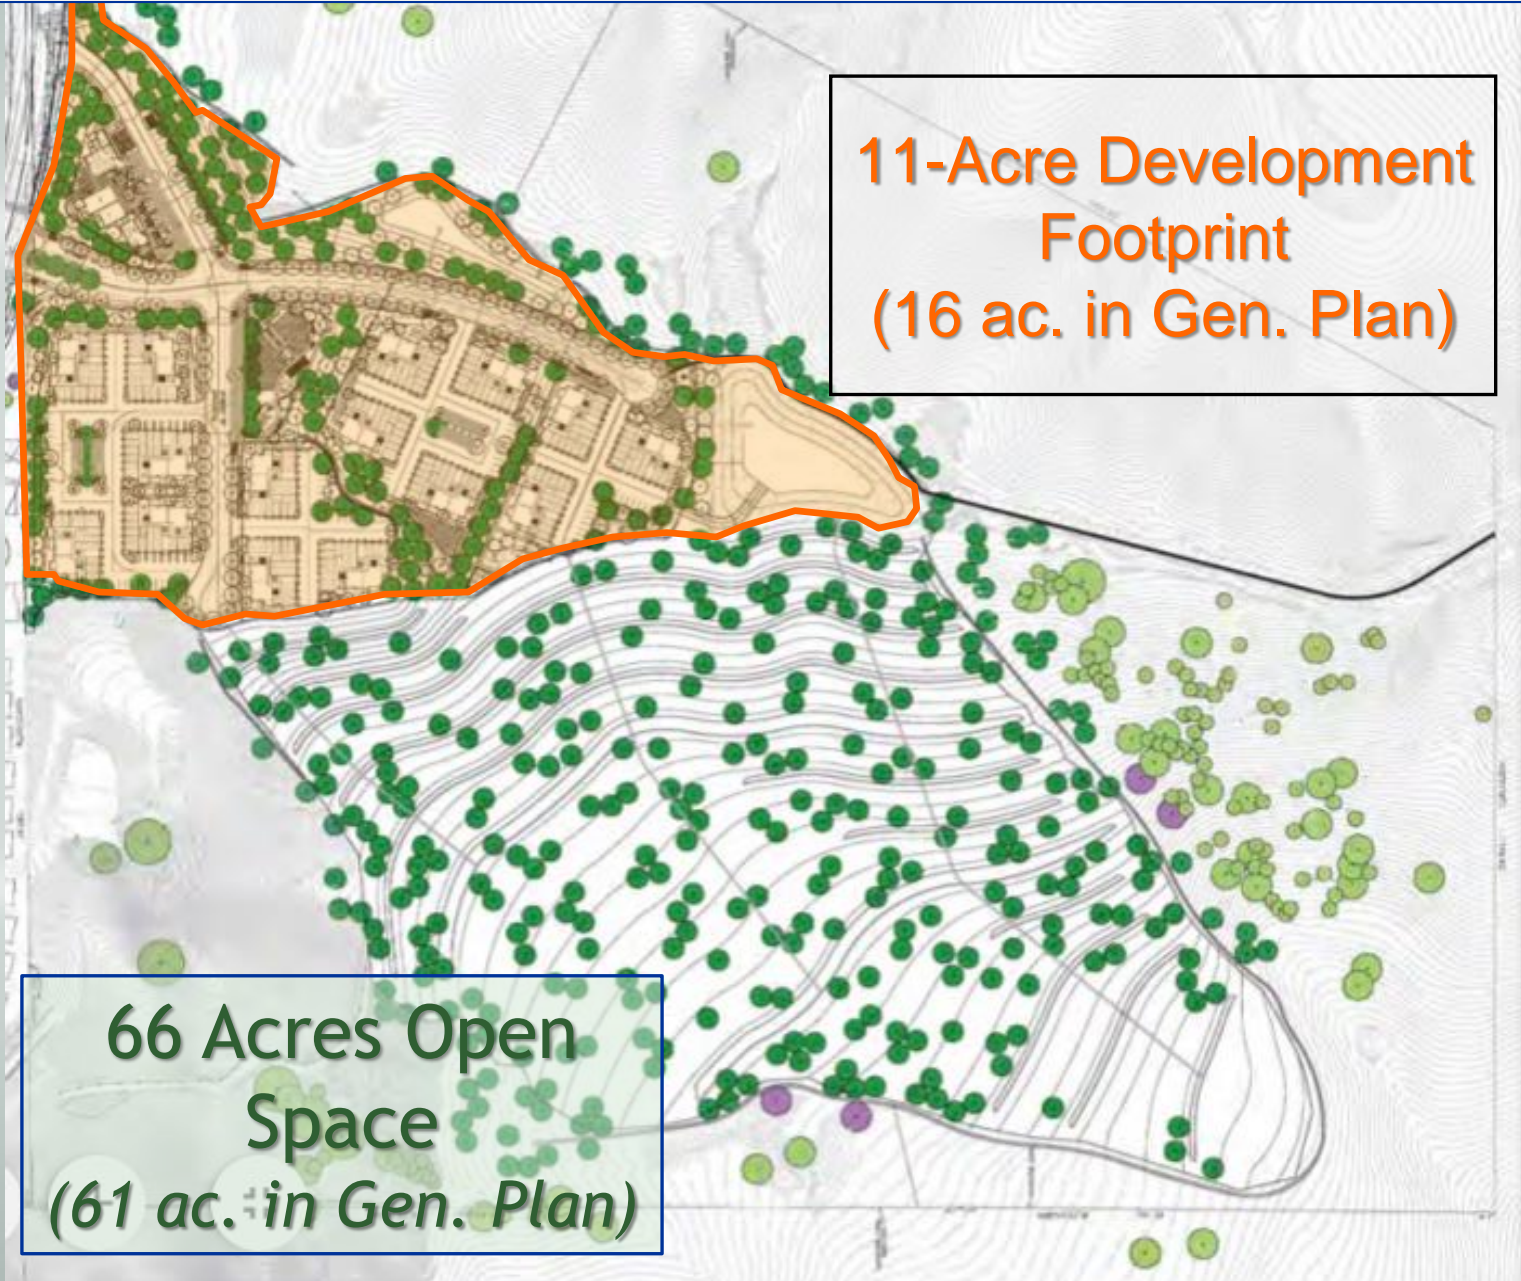 11-Acre Development
Footprint
(16 ac. in Gen. Plan)
66 Acres Open
Space
(61 ac. in Gen. Plan)